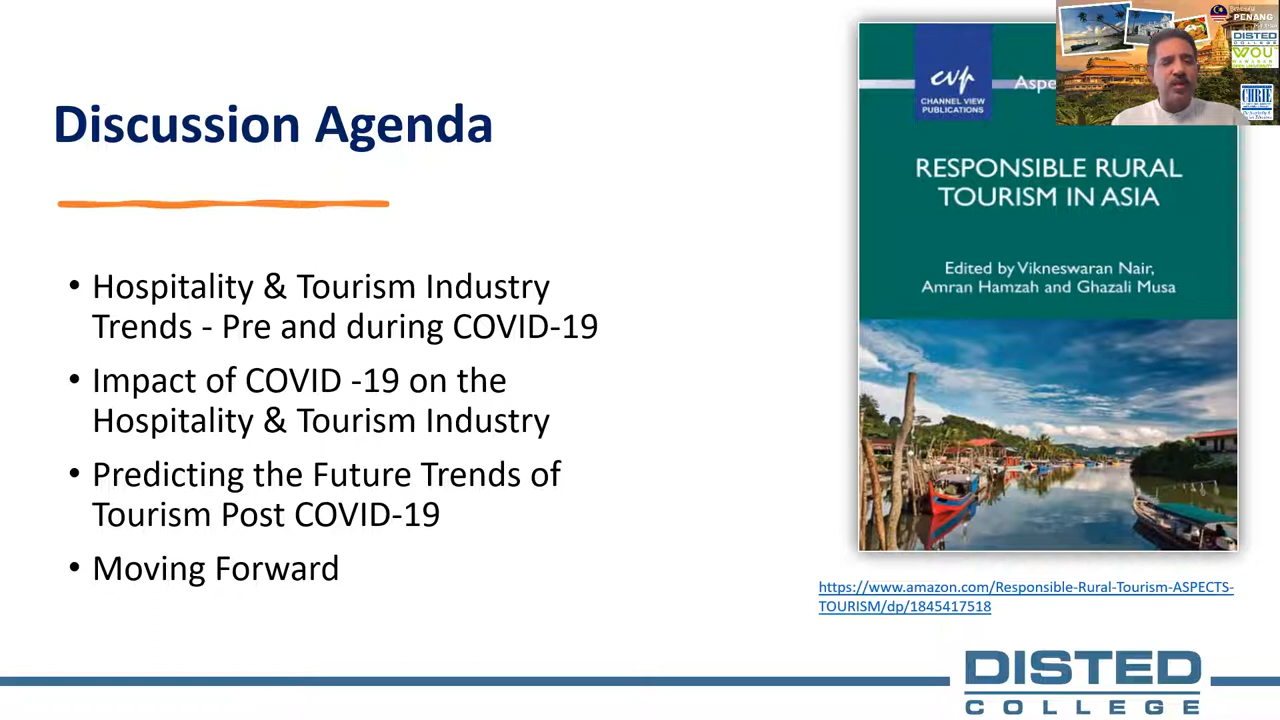 Discussion Agenda
• Hospitality & Tourism Industry
Trends - Pre and during COVID-19
• Impact of COVID -19 on the
Hospitality & Tourism Industry
• Predicting the Future Trends of
Tourism Post COVID-19
• Moving Forward
cvp
CHANNEL VIEW
PUBLICATIONS
RESPONSIBLE RURAL
TOURISM IN ASIA
Edited by Vikneswaran Nair,
Amran Hamzah and Ghazali Musa
https://www.amazon.com/Responsible-Rural-Tourism-ASPECTS-
TOURISM/dp/1845417518
PENANG
DISTED
COLLEGE
WOU
CHRIE
DISTED
COLLEGE